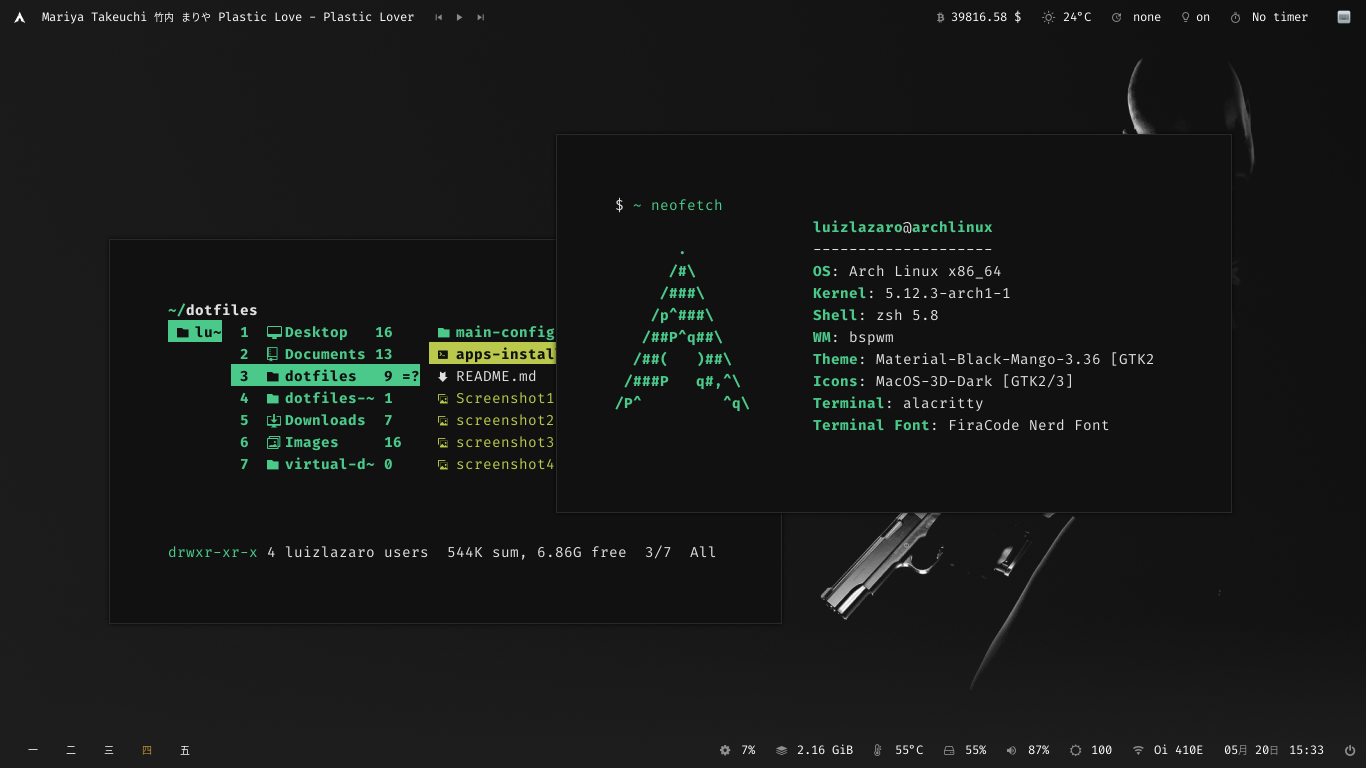 Mariya Takeuchi 竹内 まりや Plastic Love - Plastic Lover 39816.58 $ 24°C none on No timer
$ ~ neofetch
luizlazaro@archlinux
--------------------
.
/#\
/###\
/p^###\
/##P^q##\
/##( )##\
/###P q#,^\
/P^ ^q\
OS: Arch Linux x86_64
Kernel: 5.12.3-arch1-1
Shell: zsh 5.8
WM: bspwm
Theme: Material-Black-Mango-3.36 [GTK2
Icons: MacOS-3D-Dark [GTK2/3]
Terminal: alacritty
Terminal Font: FiraCode Nerd Font
~/dotfiles
lu~ 1 Desktop 16 main-config
2 Documents 13 apps-instal
3 dotfiles 9 =? README.md
4 dotfiles-~ 1 Screenshot1
5 Downloads 7 screenshot2
6 Images 16 screenshot3
7 virtual-d~ 0 screenshot4
drwxr-xr-x 4 luizlazaro users 544K sum, 6.86G free 3/7 All
一 二 三 四 五 7% 2.16 GiB 55°C 55% 87% 100 Oi 410E 05月 20日 15:33